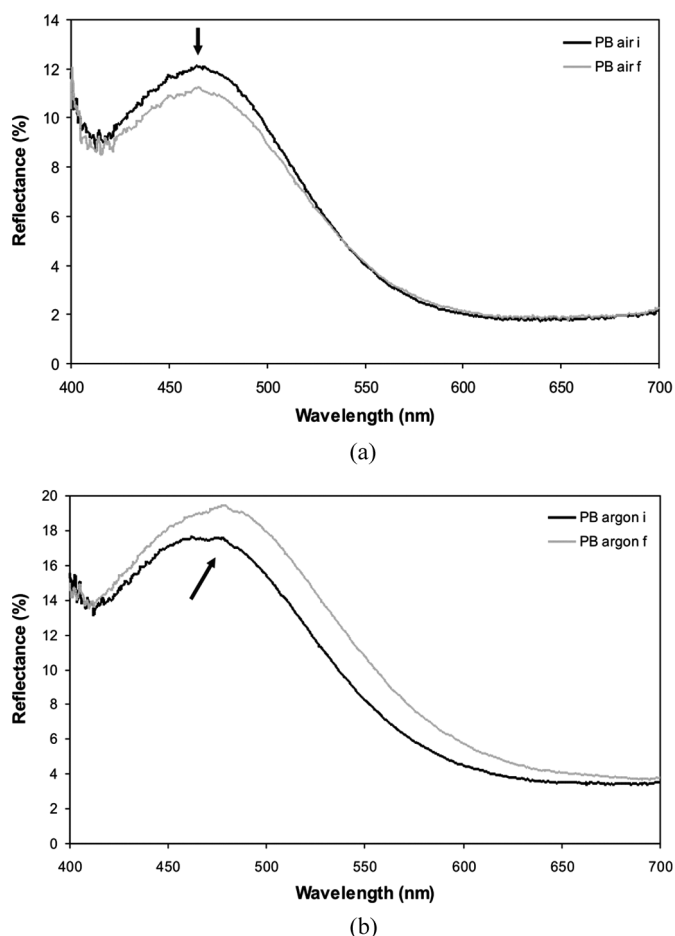 14
12
10
8
6
4
2
0
Reflectance (%)
PB air i
PB air f
400 450 500 550 600 650 700
Wavelength (nm)
(a)
20
18
16
14
12
10
8
6
4
2
0
Reflectance (%)
PB argon i
PB argon f
400 450 500 550 600 650 700
Wavelength (nm)
(b)